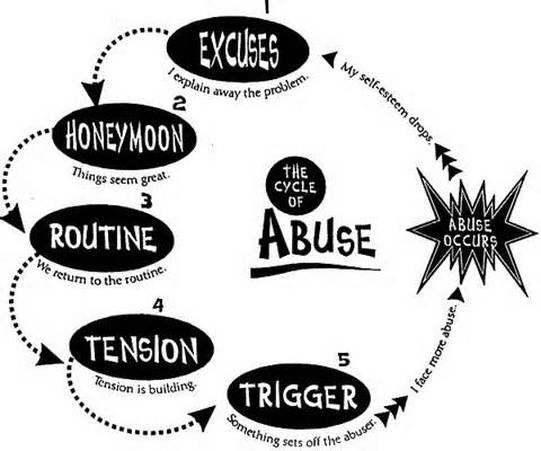 1
EXCUSES
I explain away the problem.
2
HONEYMOON
Things seem great.
3
ROUTINE
We return to the routine.
4
TENSION
Tension is building.
5
TRIGGER
Something sets off the abuser.
I face more abuse.
ABUSE
OCCURS
My self-esteem drops.
THE
CYCLE
OF
ABUSE